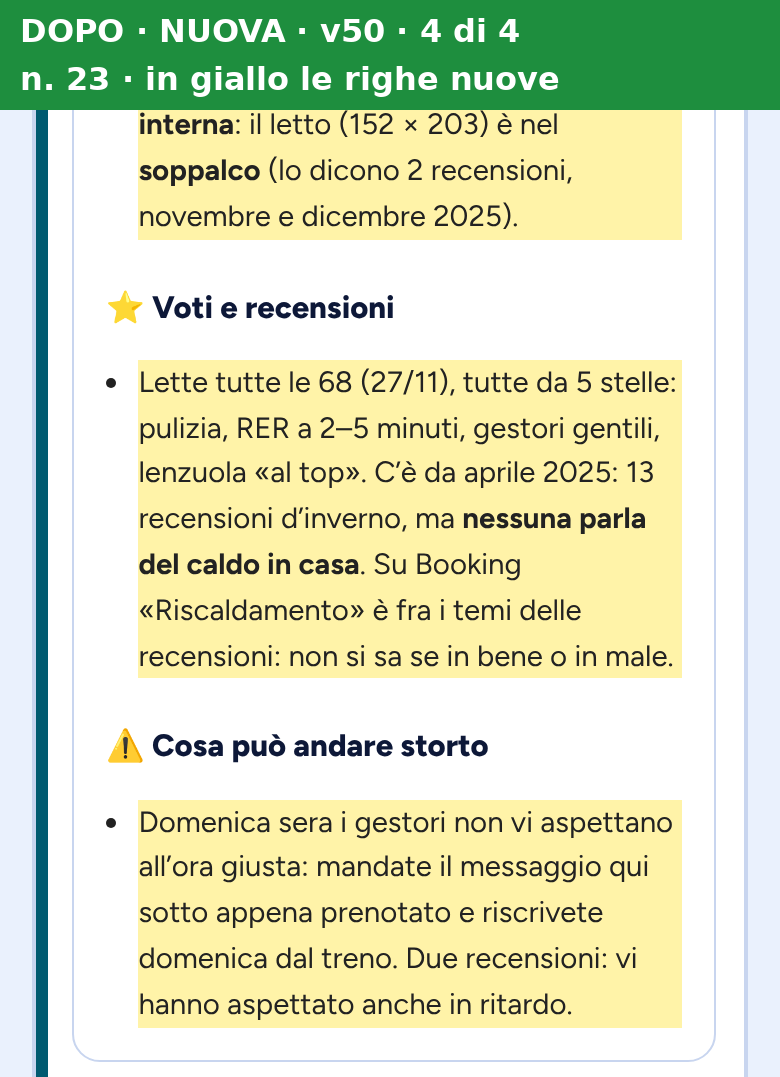 DOPO · NUOVA · v50 · 4 di 4
n. 23 · in giallo le righe nuove
interna: il letto (152 × 203) è nel
soppalco (lo dicono 2 recensioni,
novembre e dicembre 2025).
⭐ Voti e recensioni
• Lette tutte le 68 (27/11), tutte da 5 stelle:
pulizia, RER a 2–5 minuti, gestori gentili,
lenzuola «al top». C’è da aprile 2025: 13
recensioni d’inverno, ma nessuna parla
del caldo in casa. Su Booking
«Riscaldamento» è fra i temi delle
recensioni: non si sa se in bene o in male.
⚠️ Cosa può andare storto
• Domenica sera i gestori non vi aspettano
all’ora giusta: mandate il messaggio qui
sotto appena prenotato e riscrivete
domenica dal treno. Due recensioni: vi
hanno aspettato anche in ritardo.